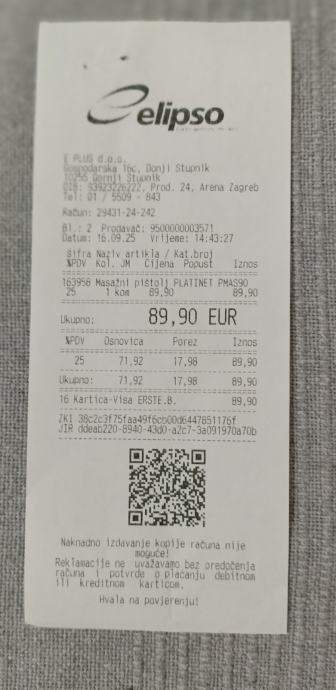 elipso
E PLUS d.o.o.
Gospodarska 16c, Donji Stupnik
10255 Gornji Stupnik
OIB: 93923226222, Prod. 24, Arena Zagreb
Tel: 01 / 5509 - 843
Račun: 29431-24-242
Bl.: 2 Prodavač: 9500000003571
Datum: 16.09.25 Vrijeme: 14:43:27
Šifra Naziv artikla / Kat.broj
%PDV Kol. JM Cijena Popust Iznos
163958 Masažni pištolj PLATINET PMAS90
25 1 kom 89,90 89,90
Ukupno: 89,90 EUR
%PDV Osnovica Porez Iznos
25 71,92 17,98 89,90
Ukupno: 71,92 17,98 89,90
16 Kartica-Visa ERSTE.B. 89,90
ZKI 38c2c3f75faa49f6cb00d6447851176f
JIR ddeab220-8940-43d0-a2c7-3a091970a70b
Naknadno izdavanje kopije računa nije
moguće!
Reklamacije ne uvažavamo bez predočenja
računa i potvrde o plaćanju debitnom
ili kreditnom karticom.
Hvala na povjerenju!